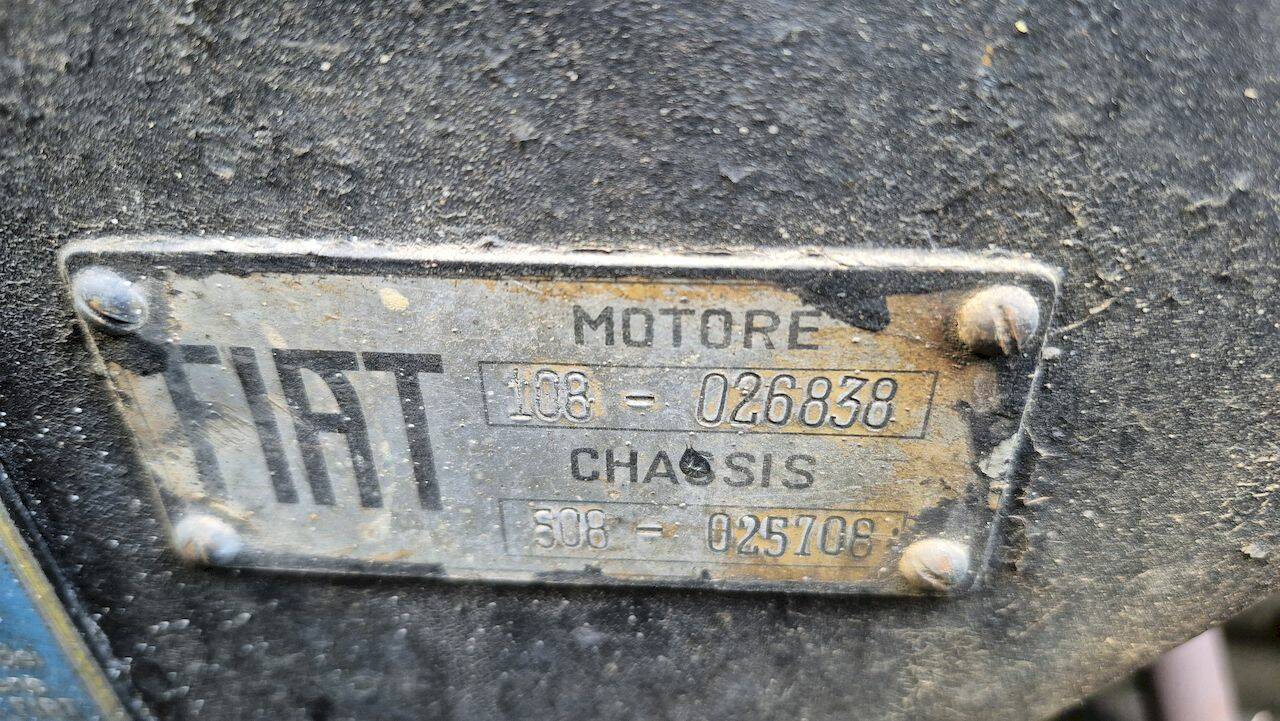 FIAT
MOTORE
108 - 026838
CHASSIS
508 - 025708